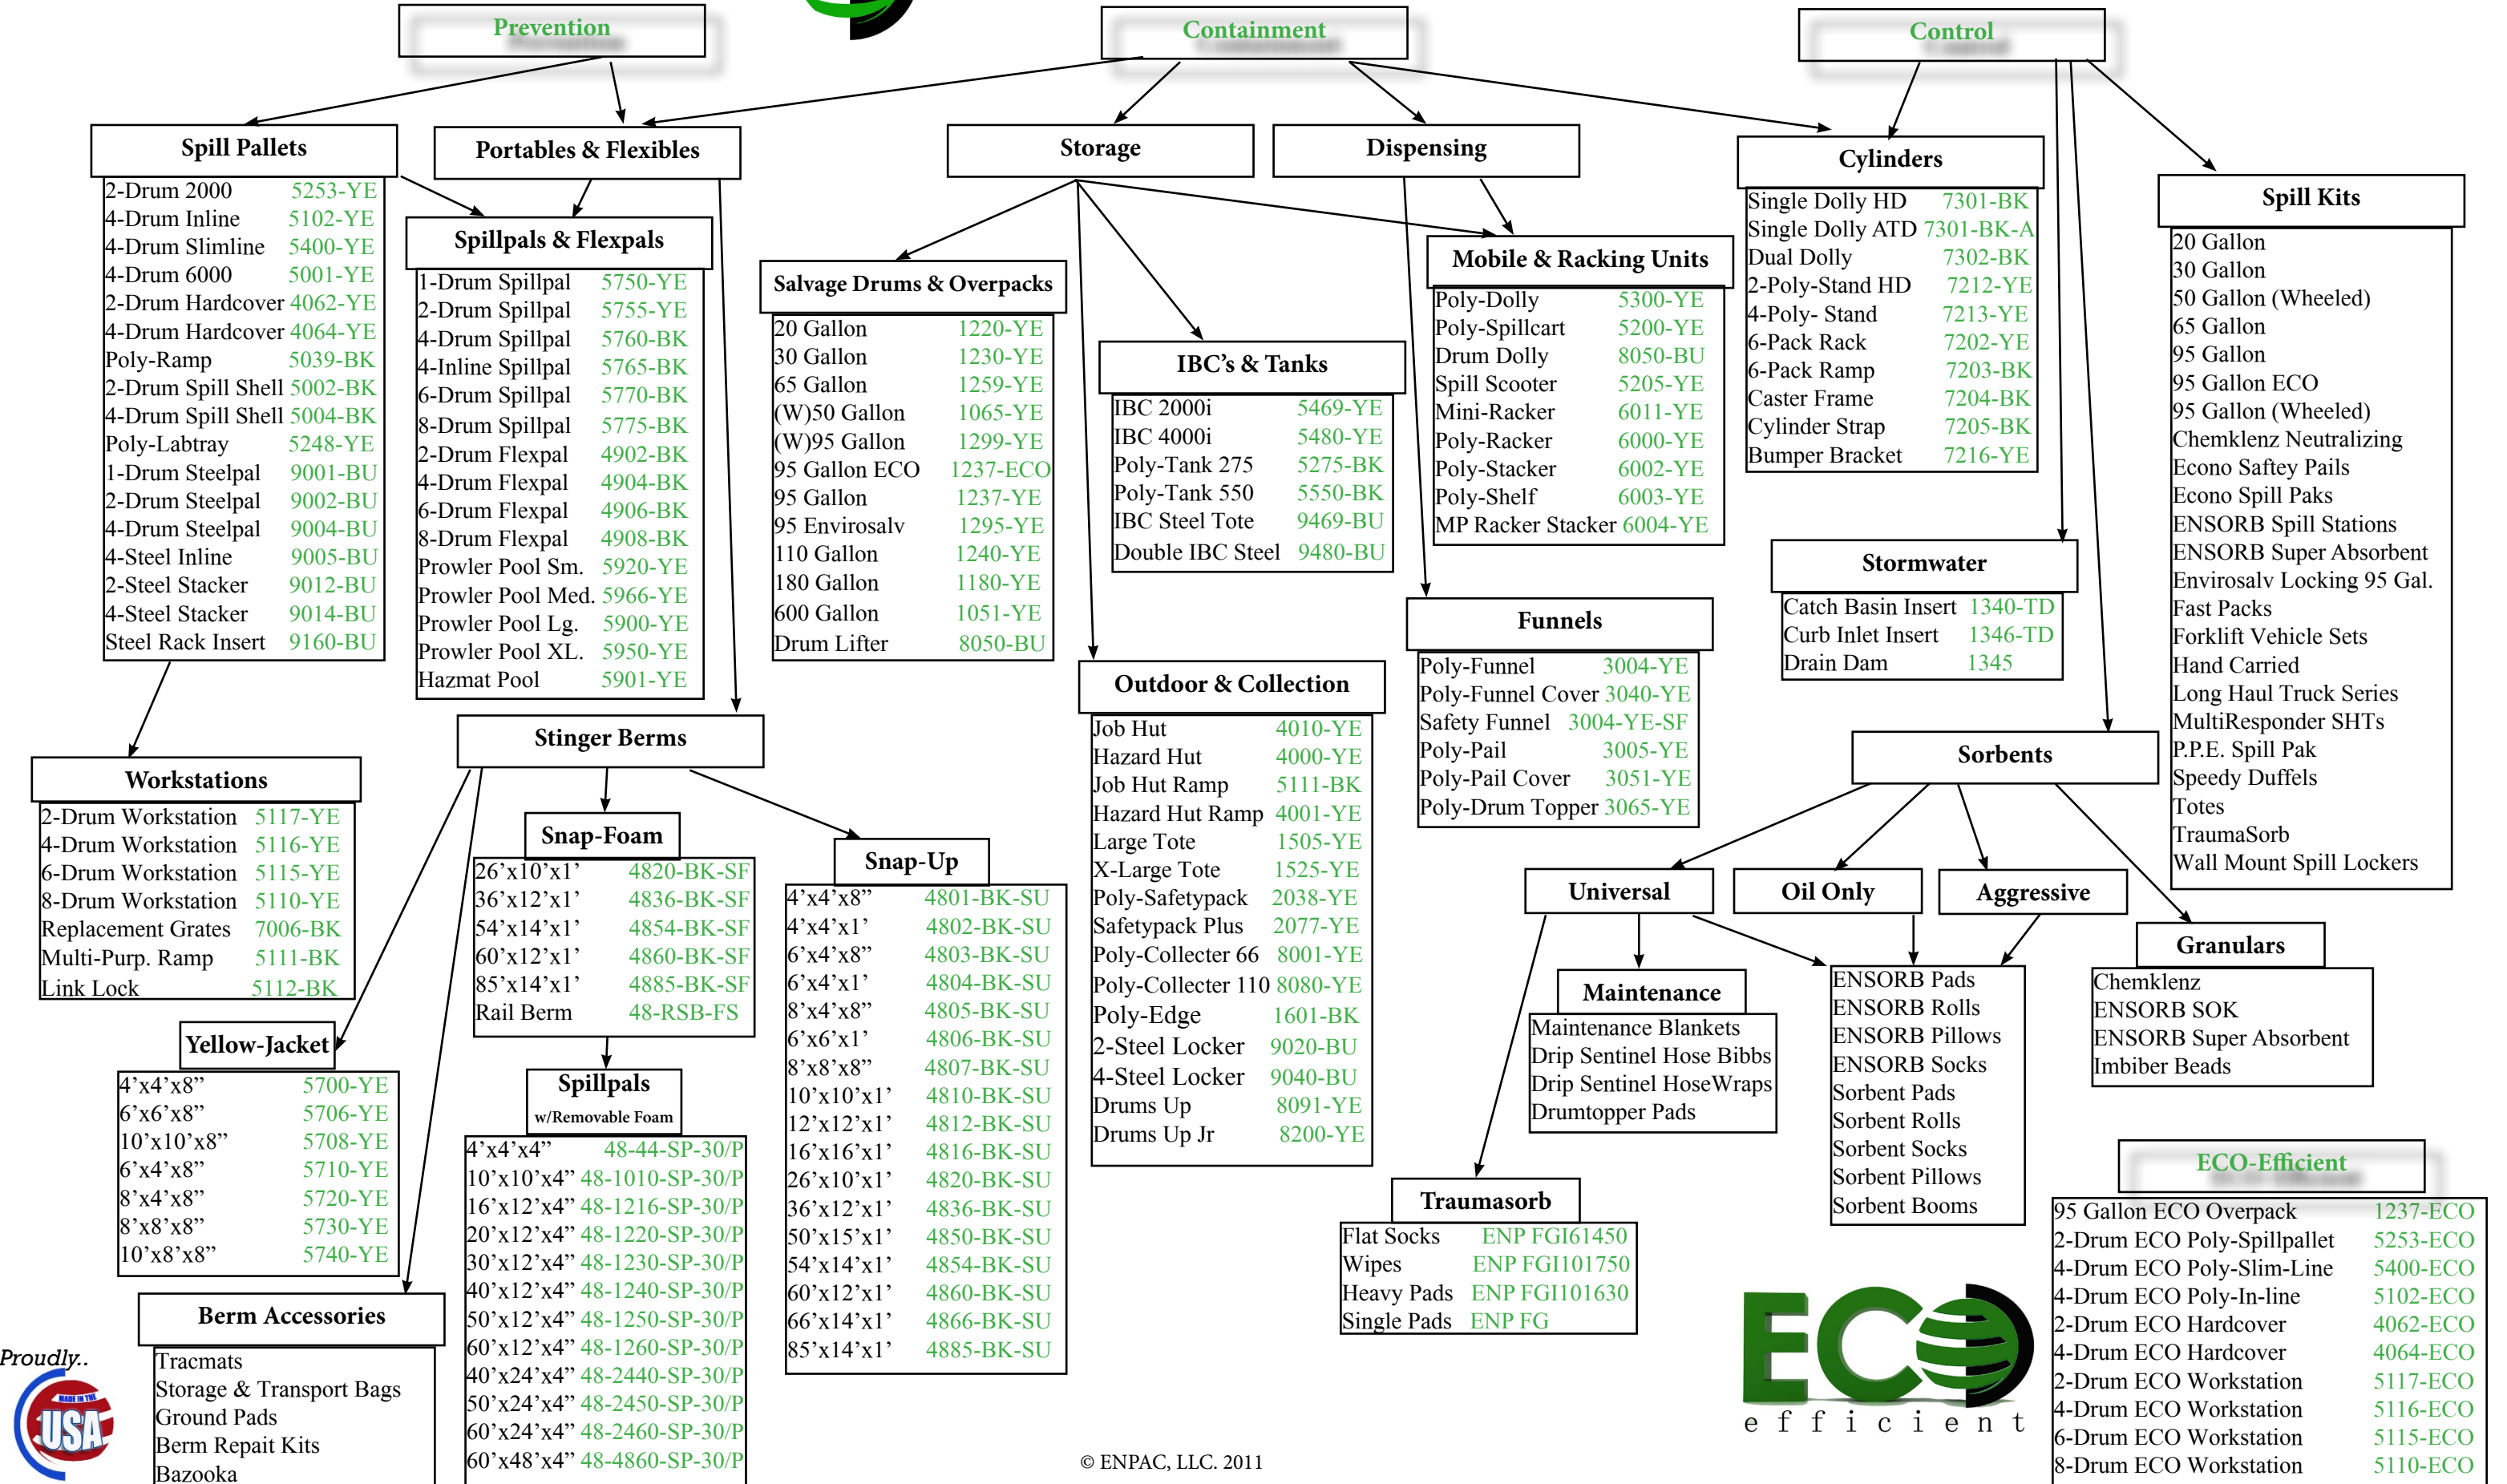 Prevention
Containment
Control
Spill Pallets
2-Drum 2000 5253-YE
4-Drum Inline 5102-YE
4-Drum Slimline 5400-YE
4-Drum 6000 5001-YE
2-Drum Hardcover 4062-YE
4-Drum Hardcover 4064-YE
Poly-Ramp 5039-BK
2-Drum Spill Shell 5002-BK
4-Drum Spill Shell 5004-BK
Poly-Labtray 5248-YE
1-Drum Steelpal 9001-BU
2-Drum Steelpal 9002-BU
4-Drum Steelpal 9004-BU
4-Steel Inline 9005-BU
2-Steel Stacker 9012-BU
4-Steel Stacker 9014-BU
Steel Rack Insert 9160-BU
Portables & Flexibles
Spillpals & Flexpals
1-Drum Spillpal 5750-YE
2-Drum Spillpal 5755-YE
4-Drum Spillpal 5760-BK
4-Inline Spillpal 5765-BK
6-Drum Spillpal 5770-BK
8-Drum Spillpal 5775-BK
2-Drum Flexpal 4902-BK
4-Drum Flexpal 4904-BK
6-Drum Flexpal 4906-BK
8-Drum Flexpal 4908-BK
Prowler Pool Sm. 5920-YE
Prowler Pool Med. 5966-YE
Prowler Pool Lg. 5900-YE
Prowler Pool XL. 5950-YE
Hazmat Pool 5901-YE
Storage
Dispensing
Salvage Drums & Overpacks
20 Gallon 1220-YE
30 Gallon 1230-YE
65 Gallon 1259-YE
(W)50 Gallon 1065-YE
(W)95 Gallon 1299-YE
95 Gallon ECO 1237-ECO
95 Gallon 1237-YE
95 Envirosalv 1295-YE
110 Gallon 1240-YE
180 Gallon 1180-YE
600 Gallon 1051-YE
Drum Lifter 8050-BU
IBC’s & Tanks
IBC 2000i 5469-YE
IBC 4000i 5480-YE
Poly-Tank 275 5275-BK
Poly-Tank 550 5550-BK
IBC Steel Tote 9469-BU
Double IBC Steel 9480-BU
Mobile & Racking Units
Poly-Dolly 5300-YE
Poly-Spillcart 5200-YE
Drum Dolly 8050-BU
Spill Scooter 5205-YE
Mini-Racker 6011-YE
Poly-Racker 6000-YE
Poly-Stacker 6002-YE
Poly-Shelf 6003-YE
MP Racker Stacker 6004-YE
Cylinders
Single Dolly HD 7301-BK
Single Dolly ATD 7301-BK-A
Dual Dolly 7302-BK
2-Poly-Stand HD 7212-YE
4-Poly- Stand 7213-YE
6-Pack Rack 7202-YE
6-Pack Ramp 7203-BK
Caster Frame 7204-BK
Cylinder Strap 7205-BK
Bumper Bracket 7216-YE
Spill Kits
20 Gallon
30 Gallon
50 Gallon (Wheeled)
65 Gallon
95 Gallon
95 Gallon ECO
95 Gallon (Wheeled)
Chemklenz Neutralizing
Econo Saftey Pails
Econo Spill Paks
ENSORB Spill Stations
ENSORB Super Absorbent
Envirosalv Locking 95 Gal.
Fast Packs
Forklift Vehicle Sets
Hand Carried
Long Haul Truck Series
MultiResponder SHTs
P.P.E. Spill Pak
Speedy Duffels
Totes
TraumaSorb
Wall Mount Spill Lockers
Stormwater
Catch Basin Insert 1340-TD
Curb Inlet Insert 1346-TD
Drain Dam 1345
Funnels
Poly-Funnel 3004-YE
Poly-Funnel Cover 3040-YE
Safety Funnel 3004-YE-SF
Poly-Pail 3005-YE
Poly-Pail Cover 3051-YE
Poly-Drum Topper 3065-YE
Outdoor & Collection
Job Hut 4010-YE
Hazard Hut 4000-YE
Job Hut Ramp 5111-BK
Hazard Hut Ramp 4001-YE
Large Tote 1505-YE
X-Large Tote 1525-YE
Poly-Safetypack 2038-YE
Safetypack Plus 2077-YE
Poly-Collecter 66 8001-YE
Poly-Collecter 110 8080-YE
Poly-Edge 1601-BK
2-Steel Locker 9020-BU
4-Steel Locker 9040-BU
Drums Up 8091-YE
Drums Up Jr 8200-YE
Workstations
2-Drum Workstation 5117-YE
4-Drum Workstation 5116-YE
6-Drum Workstation 5115-YE
8-Drum Workstation 5110-YE
Replacement Grates 7006-BK
Multi-Purp. Ramp 5111-BK
Link Lock 5112-BK
Stinger Berms
Snap-Foam
26’x10’x1’ 4820-BK-SF
36’x12’x1’ 4836-BK-SF
54’x14’x1’ 4854-BK-SF
60’x12’x1’ 4860-BK-SF
85’x14’x1’ 4885-BK-SF
Rail Berm 48-RSB-FS
Snap-Up
4’x4’x8” 4801-BK-SU
4’x4’x1’ 4802-BK-SU
6’x4’x8” 4803-BK-SU
6’x4’x1’ 4804-BK-SU
8’x4’x8” 4805-BK-SU
6’x6’x1’ 4806-BK-SU
8’x8’x8” 4807-BK-SU
10’x10’x1’ 4810-BK-SU
12’x12’x1’ 4812-BK-SU
16’x16’x1’ 4816-BK-SU
26’x10’x1’ 4820-BK-SU
36’x12’x1’ 4836-BK-SU
50’x15’x1’ 4850-BK-SU
54’x14’x1’ 4854-BK-SU
60’x12’x1’ 4860-BK-SU
66’x14’x1’ 4866-BK-SU
85’x14’x1’ 4885-BK-SU
Yellow-Jacket
4’x4’x8” 5700-YE
6’x6’x8” 5706-YE
10’x10’x8” 5708-YE
6’x4’x8” 5710-YE
8’x4’x8” 5720-YE
8’x8’x8” 5730-YE
10’x8’x8” 5740-YE
Spillpals
w/Removable Foam
4’x4’x4” 48-44-SP-30/P
10’x10’x4” 48-1010-SP-30/P
16’x12’x4” 48-1216-SP-30/P
20’x12’x4” 48-1220-SP-30/P
30’x12’x4” 48-1230-SP-30/P
40’x12’x4” 48-1240-SP-30/P
50’x12’x4” 48-1250-SP-30/P
60’x12’x4” 48-1260-SP-30/P
40’x24’x4” 48-2440-SP-30/P
50’x24’x4” 48-2450-SP-30/P
60’x24’x4” 48-2460-SP-30/P
60’x48’x4” 48-4860-SP-30/P
Berm Accessories
Tracmats
Storage & Transport Bags
Ground Pads
Berm Repait Kits
Bazooka
Sorbents
Universal
Oil Only
Aggressive
Granulars
Chemklenz
ENSORB SOK
ENSORB Super Absorbent
Imbiber Beads
Maintenance
Maintenance Blankets
Drip Sentinel Hose Bibbs
Drip Sentinel HoseWraps
Drumtopper Pads
ENSORB Pads
ENSORB Rolls
ENSORB Pillows
ENSORB Socks
Sorbent Pads
Sorbent Rolls
Sorbent Socks
Sorbent Pillows
Sorbent Booms
Traumasorb
Flat Socks ENP FGI61450
Wipes ENP FGI101750
Heavy Pads ENP FGI101630
Single Pads ENP FG
ECO-Efficient
95 Gallon ECO Overpack 1237-ECO
2-Drum ECO Poly-Spillpallet 5253-ECO
4-Drum ECO Poly-Slim-Line 5400-ECO
4-Drum ECO Poly-In-line 5102-ECO
2-Drum ECO Hardcover 4062-ECO
4-Drum ECO Hardcover 4064-ECO
2-Drum ECO Workstation 5117-ECO
4-Drum ECO Workstation 5116-ECO
6-Drum ECO Workstation 5115-ECO
8-Drum ECO Workstation 5110-ECO
ECO
efficient
Proudly..
MADE IN THE
USA
© ENPAC, LLC. 2011